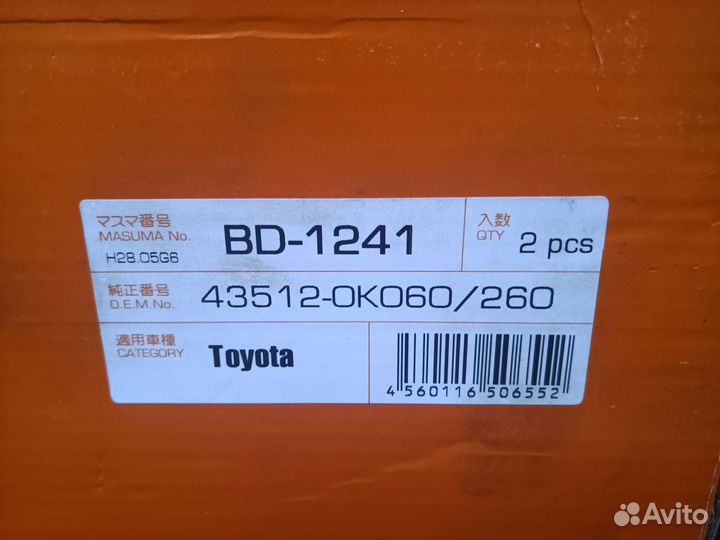 マスマ番号
MASUMA No.
BD-1241
H28.05G6
入数
QTY
2 pcs
純正番号
O.E.M.No.
43512-0K060/260
適用車種
CATEGORY
Toyota
4 560116 506552
Avito